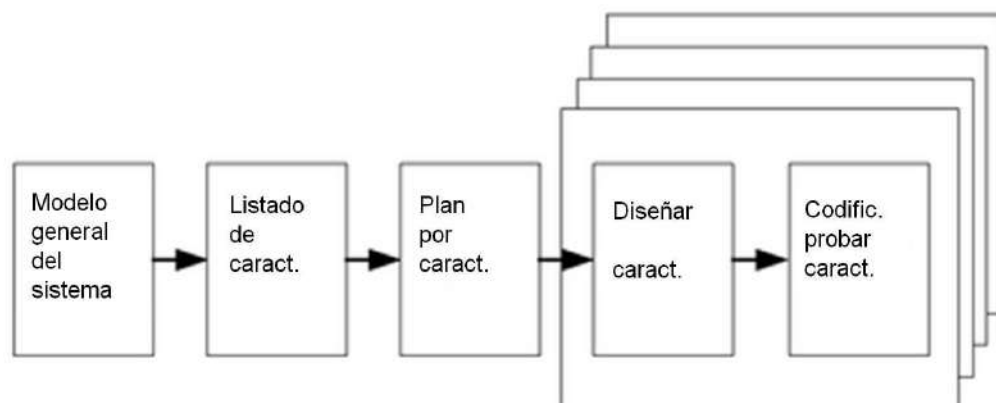 Modelo
general
del
sistema
Listado
de
caract.
Plan
por
caract.
Diseñar
caract.
Codific.
probar
caract.